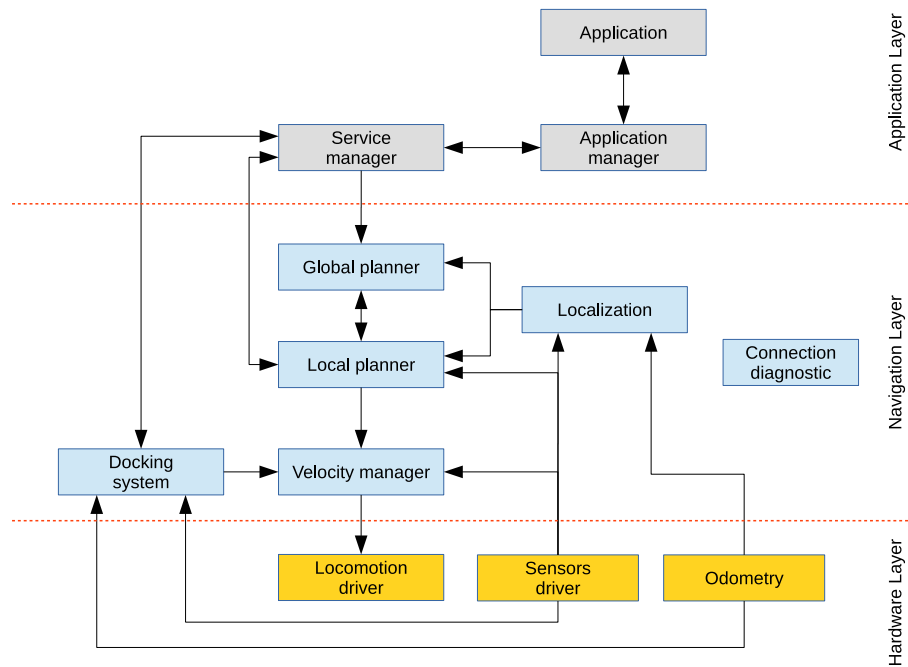 Application
Application Layer
Service
manager
Application
manager
Global planner
Localization
Local planner
Connection
diagnostic
Navigation Layer
Docking
system
Velocity manager
Locomotion
driver
Sensors
driver
Odometry
Hardware Layer